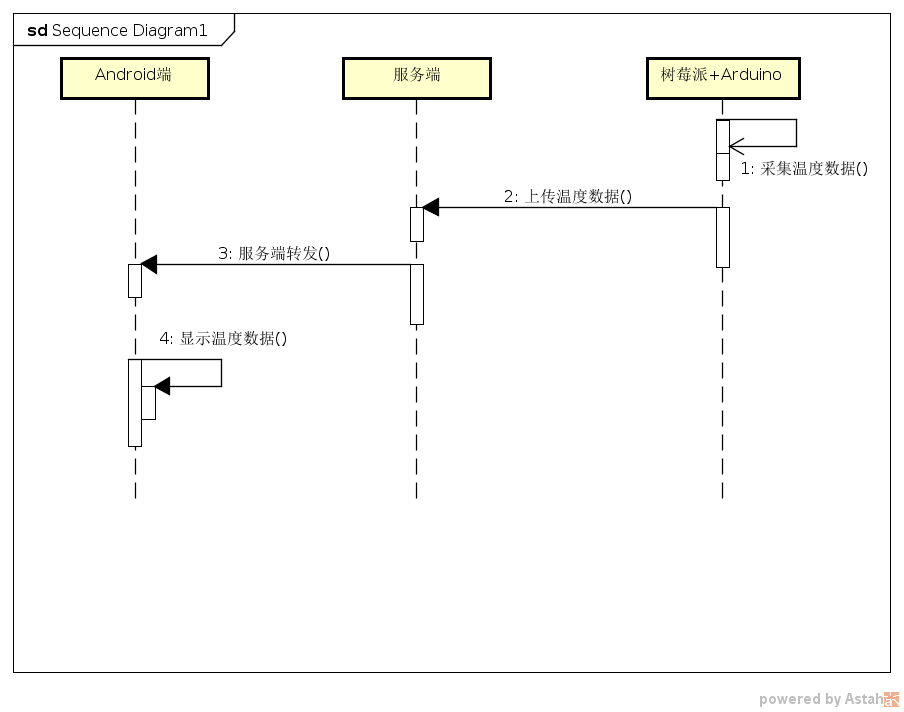 sd Sequence Diagram1
Android端
服务端
树莓派+Arduino
1: 采集温度数据()
2: 上传温度数据()
3: 服务端转发()
4: 显示温度数据()
powered by Astah